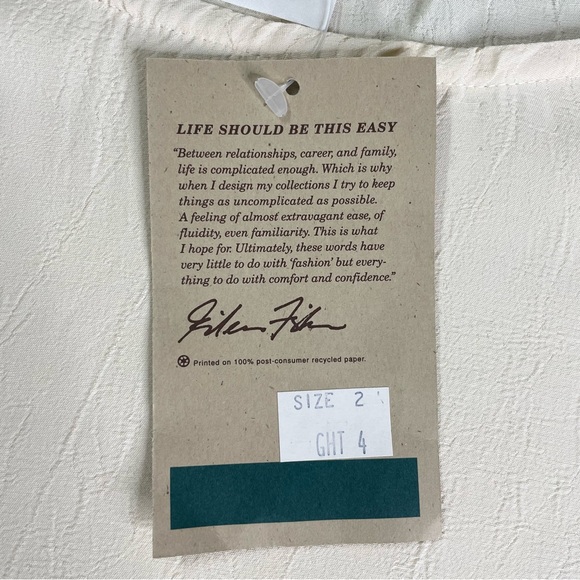 LIFE SHOULD BE THIS EASY
"Between relationships, career, and family,
life is complicated enough. Which is why
when I design my collections I try to keep
things as uncomplicated as possible.
A feeling of almost extravagant ease, of
fluidity, even familiarity. This is what
I hope for. Ultimately, these words have
very little to do with 'fashion' but every-
thing to do with comfort and confidence."
Eileen Fisher
Printed on 100% post-consumer recycled paper.
SIZE 2
GHT 4